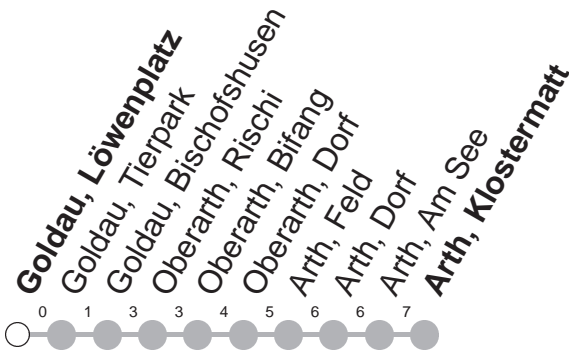 Goldau, Löwenplatz
Goldau, Tierpark
Goldau, Bischofshusen
Oberarth, Rischi
Oberarth, Bifang
Oberarth, Dorf
Arth, Feld
Arth, Dorf
Arth, Am See
Arth, Klostermatt
0 1 3 3 4 5 6 6 7